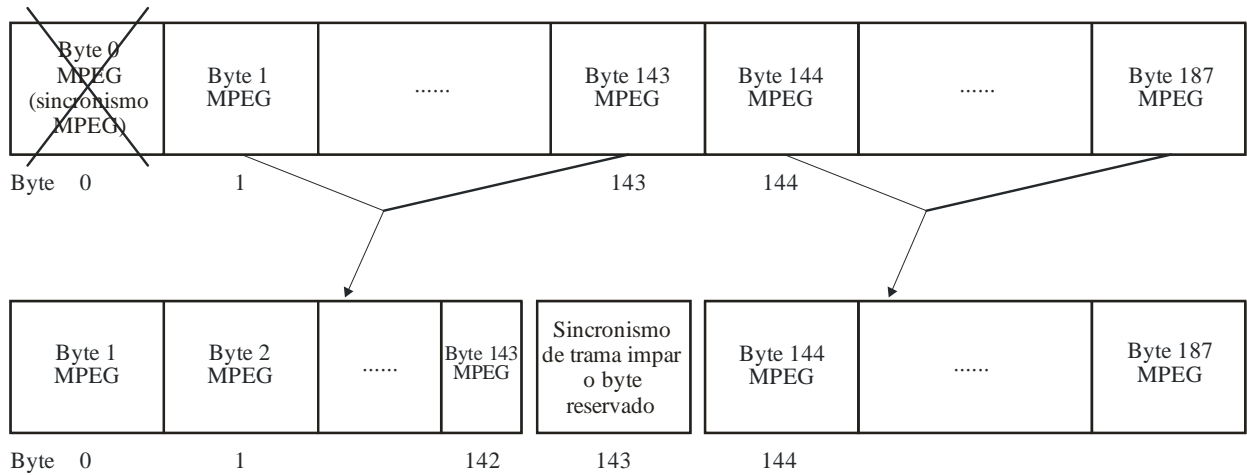 Byte 0
MPEG
(sincronismo
MPEG)
Byte 1
MPEG
......
Byte 143
MPEG
Byte 144
MPEG
......
Byte 187
MPEG
Byte 0 1 143 144
Byte 1
MPEG
Byte 2
MPEG
......
Byte 143
MPEG
Sincronismo
de trama impar
o byte
reservado
Byte 144
MPEG
......
Byte 187
MPEG
Byte 0 1 142 143 144